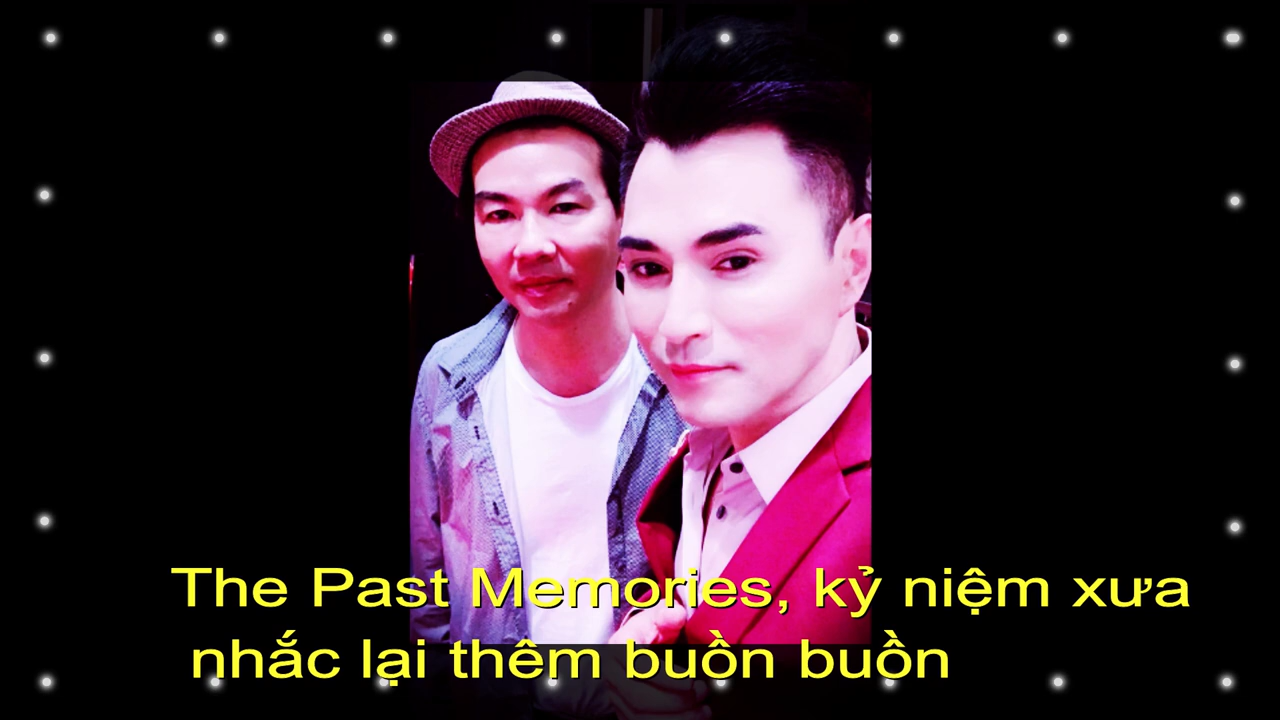 The Past Memories, kỷ niệm xưa
nhắc lại thêm buồn buồn